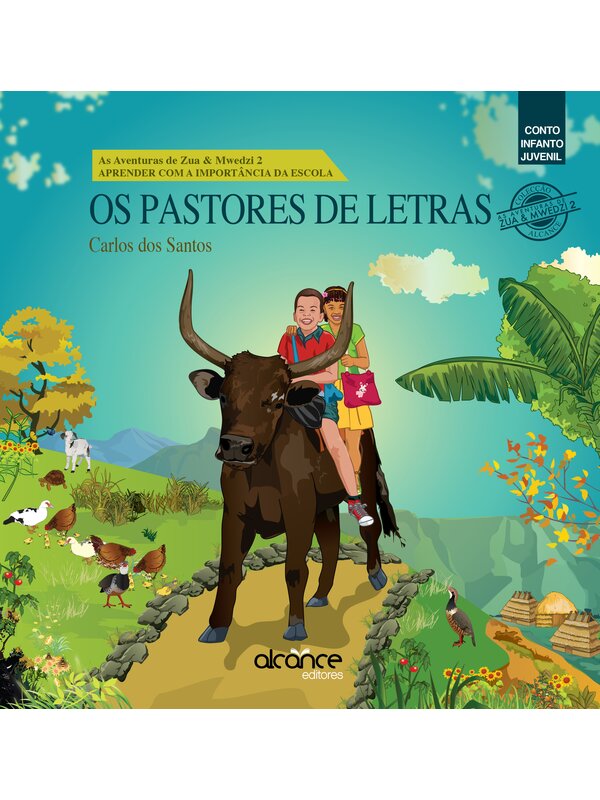 CONTO
INFANTO
JUVENIL
As Aventuras de Zua & Mwedzi 2
APRENDER COM A IMPORTÂNCIA DA ESCOLA
OS PASTORES DE LETRAS
COLECÇÃO
AS AVENTURAS DE
ZUA & MWEDZI 2
ALCANCE
Carlos dos Santos
alcance
editores